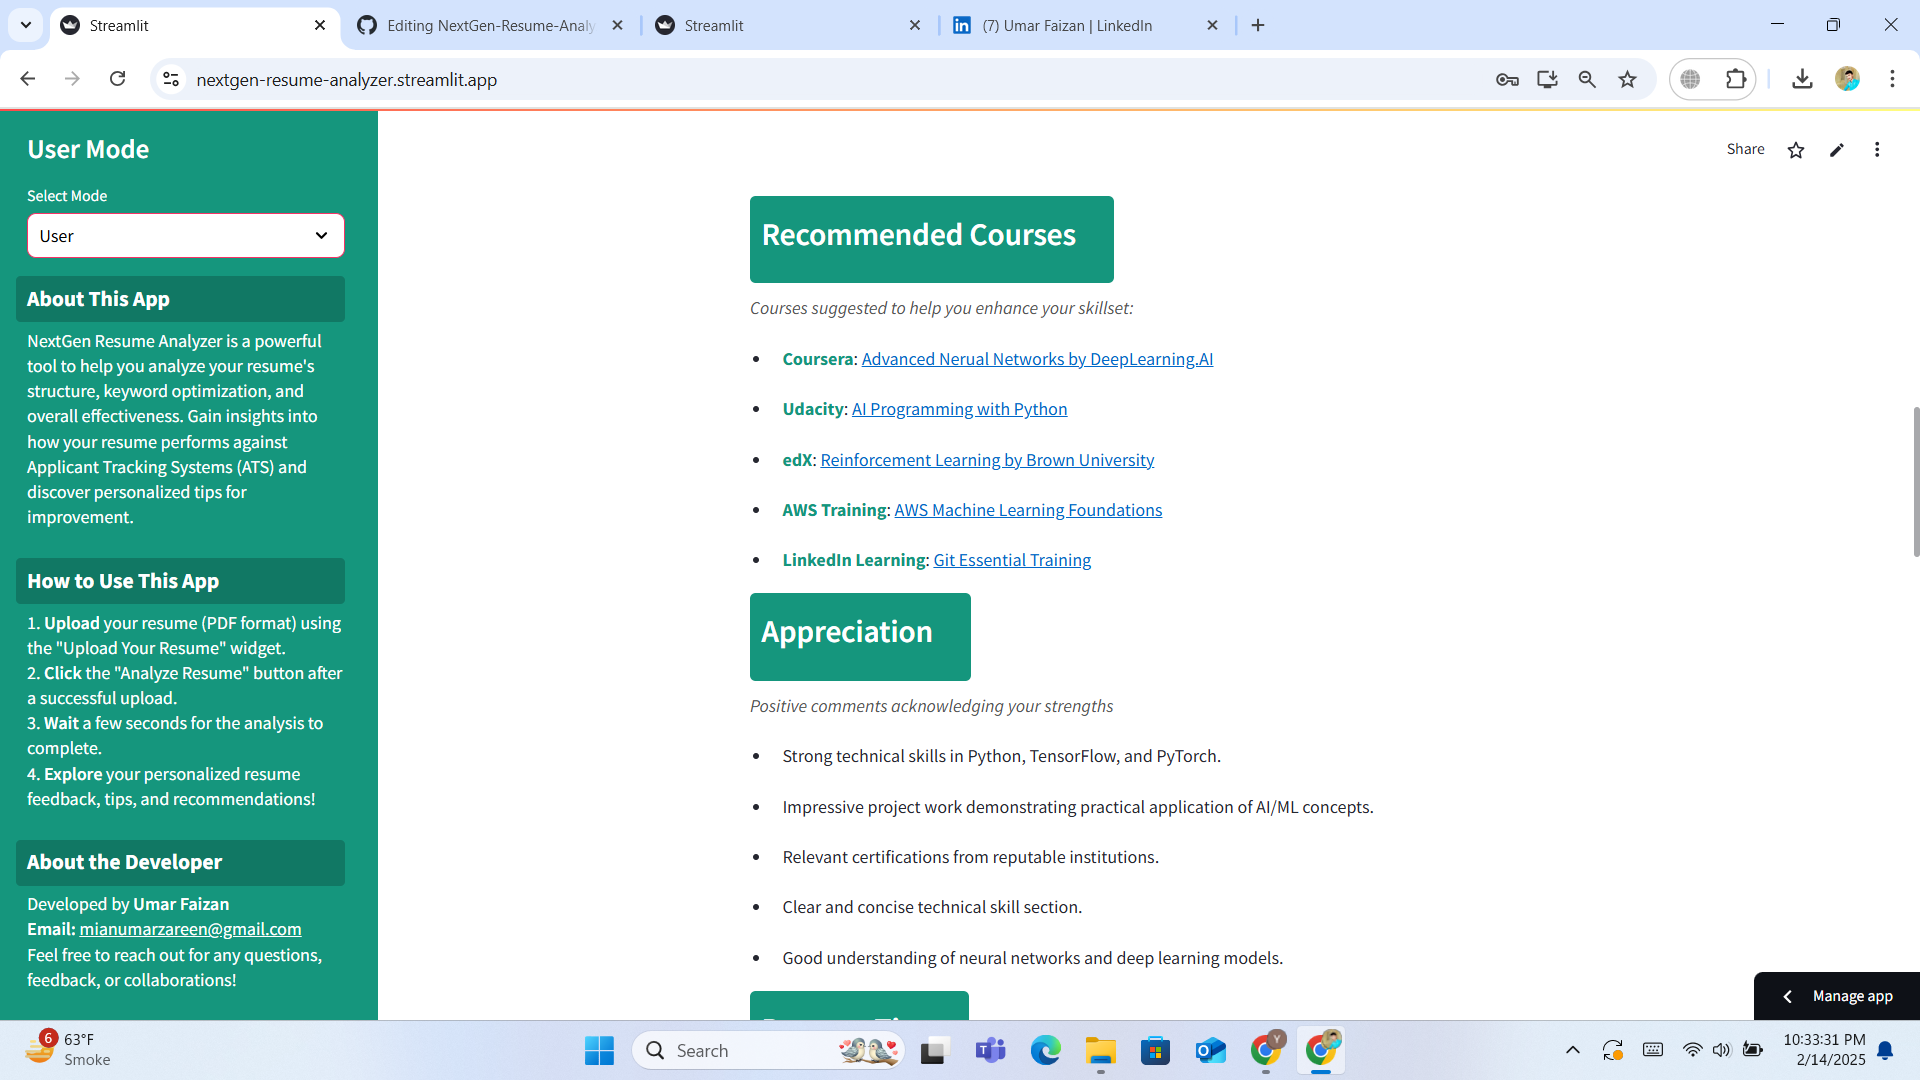 Streamlit
Editing NextGen-Resume-Analy
Streamlit
(7) Umar Faizan | LinkedIn
nextgen-resume-analyzer.streamlit.app
User Mode
Select Mode
User
About This App
NextGen Resume Analyzer is a powerful
tool to help you analyze your resume's
structure, keyword optimization, and
overall effectiveness. Gain insights into
how your resume performs against
Applicant Tracking Systems (ATS) and
discover personalized tips for
improvement.
How to Use This App
1. Upload your resume (PDF format) using
the "Upload Your Resume" widget.
2. Click the "Analyze Resume" button after
a successful upload.
3. Wait a few seconds for the analysis to
complete.
4. Explore your personalized resume
feedback, tips, and recommendations!
About the Developer
Developed by Umar Faizan
Email: mianumarzareen@gmail.com
Feel free to reach out for any questions,
feedback, or collaborations!
Share
Recommended Courses
Courses suggested to help you enhance your skillset:
• Coursera: Advanced Nerual Networks by DeepLearning.AI
• Udacity: AI Programming with Python
• edX: Reinforcement Learning by Brown University
• AWS Training: AWS Machine Learning Foundations
• LinkedIn Learning: Git Essential Training
Appreciation
Positive comments acknowledging your strengths
• Strong technical skills in Python, TensorFlow, and PyTorch.
• Impressive project work demonstrating practical application of AI/ML concepts.
• Relevant certifications from reputable institutions.
• Clear and concise technical skill section.
• Good understanding of neural networks and deep learning models.
Manage app
6
63°F
Smoke
Search
Y
10:33:31 PM
2/14/2025